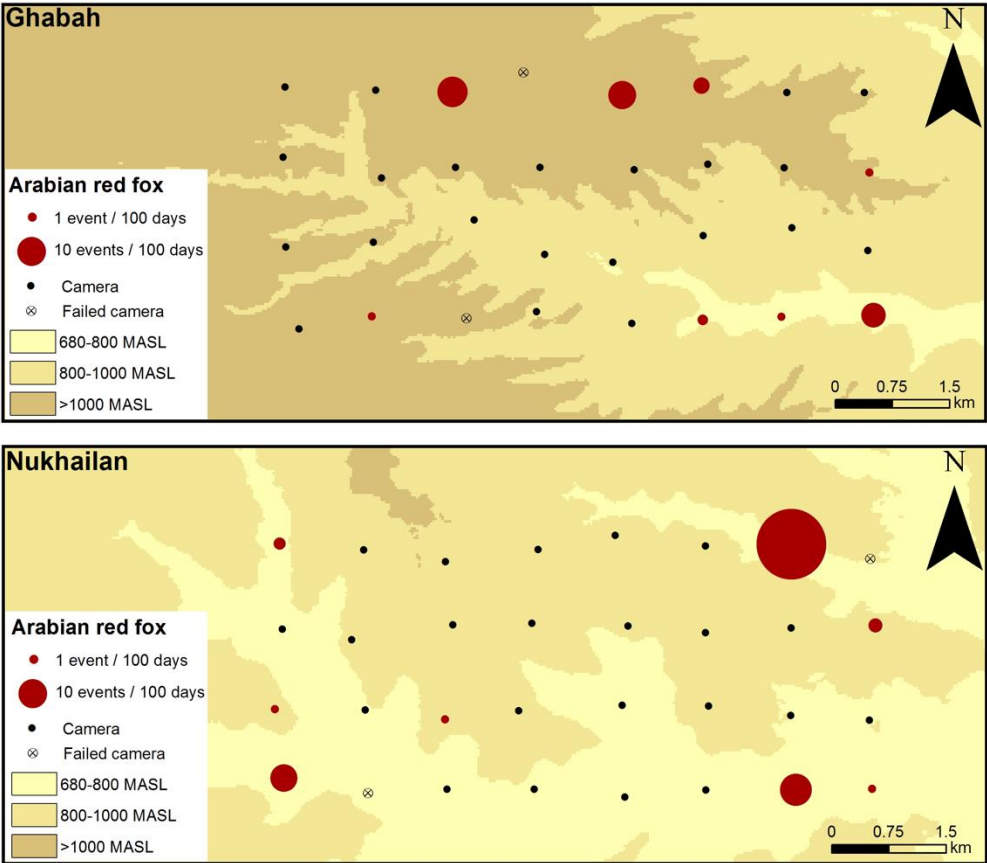 Ghabah
N
Arabian red fox
1 event / 100 days
10 events / 100 days
Camera
Failed camera
680-800 MASL
800-1000 MASL
>1000 MASL
0 0.75 1.5
km
Nukhailan
N
Arabian red fox
1 event / 100 days
10 events / 100 days
Camera
Failed camera
680-800 MASL
800-1000 MASL
>1000 MASL
0 0.75 1.5
km